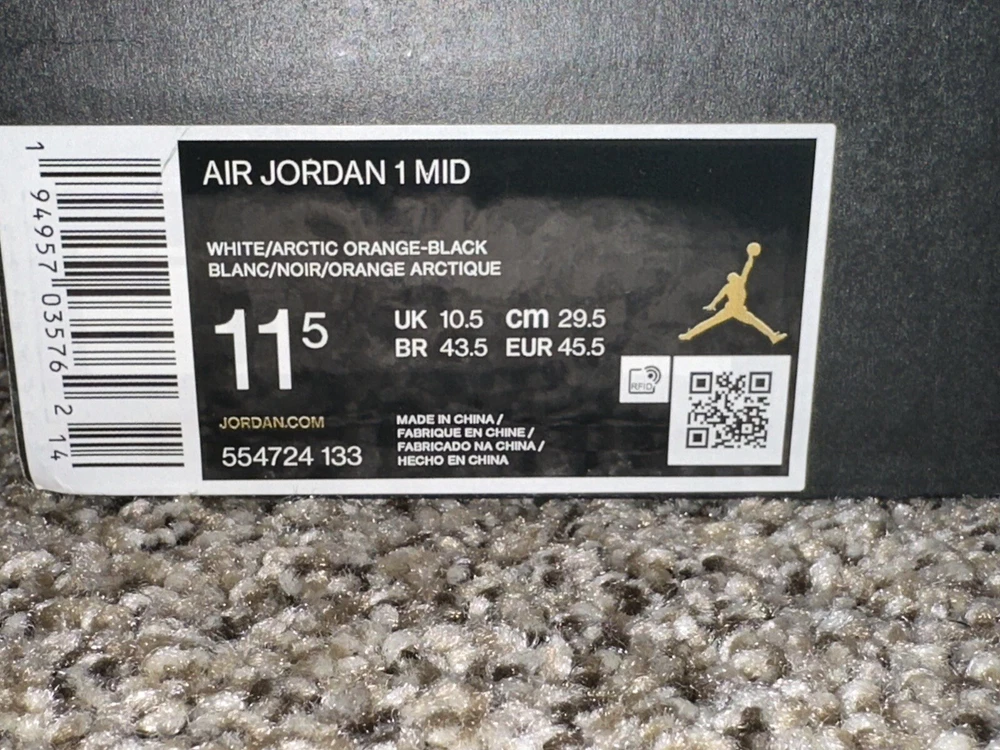 AIR JORDAN 1 MID
WHITE/ARCTIC ORANGE-BLACK
BLANC/NOIR/ORANGE ARCTIQUE
11 5
UK 10.5 cm 29.5
BR 43.5 EUR 45.5
RFID
JORDAN.COM
554724 133
MADE IN CHINA /
FABRIQUE EN CHINE /
FABRICADO NA CHINA /
HECHO EN CHINA
1 94957 03576 2 14